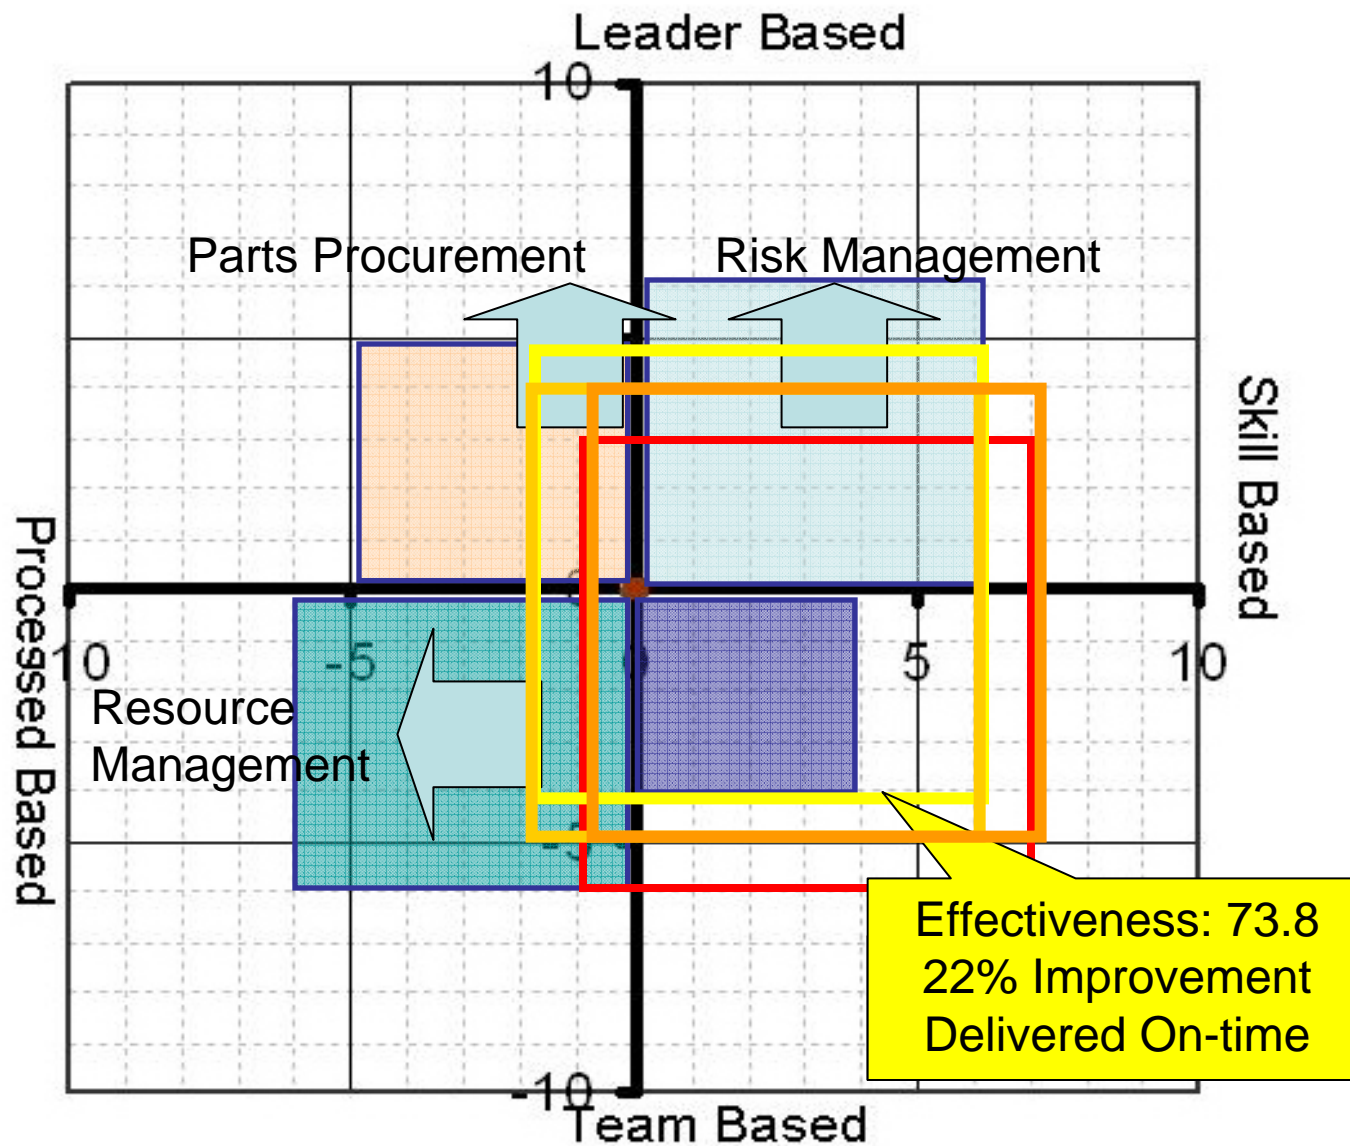 Leader Based
10
Parts Procurement
Risk Management
Skill Based
Processed Based
10
-5
0
5
10
Resource
Management
-5
Effectiveness: 73.8
22% Improvement
Delivered On-time
-10
Team Based